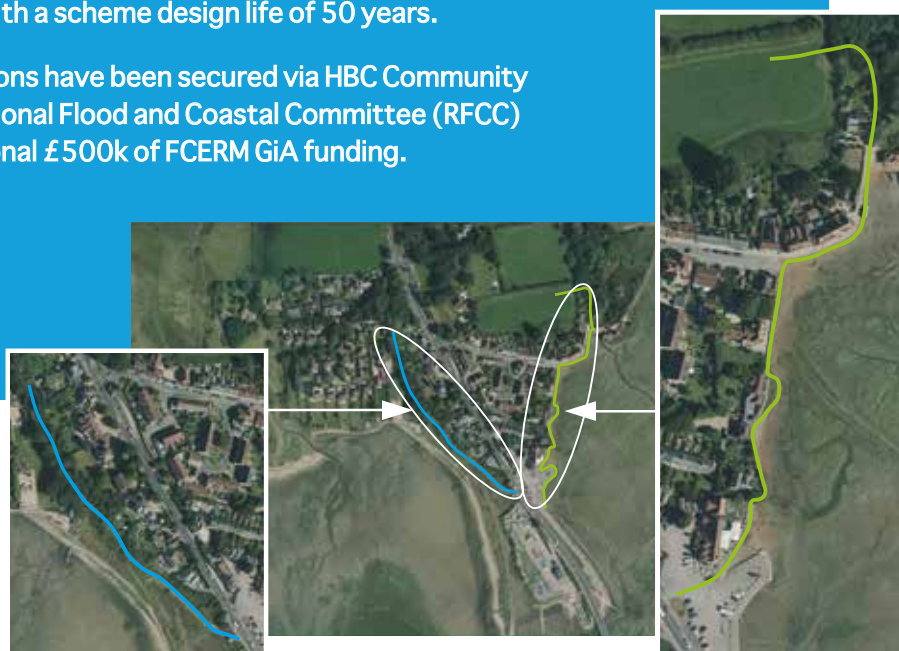 th a scheme design life of 50 years.
ons have been secured via HBC Community
onal Flood and Coastal Committee (RFCC)
nal £500k of FCERM GiA funding.